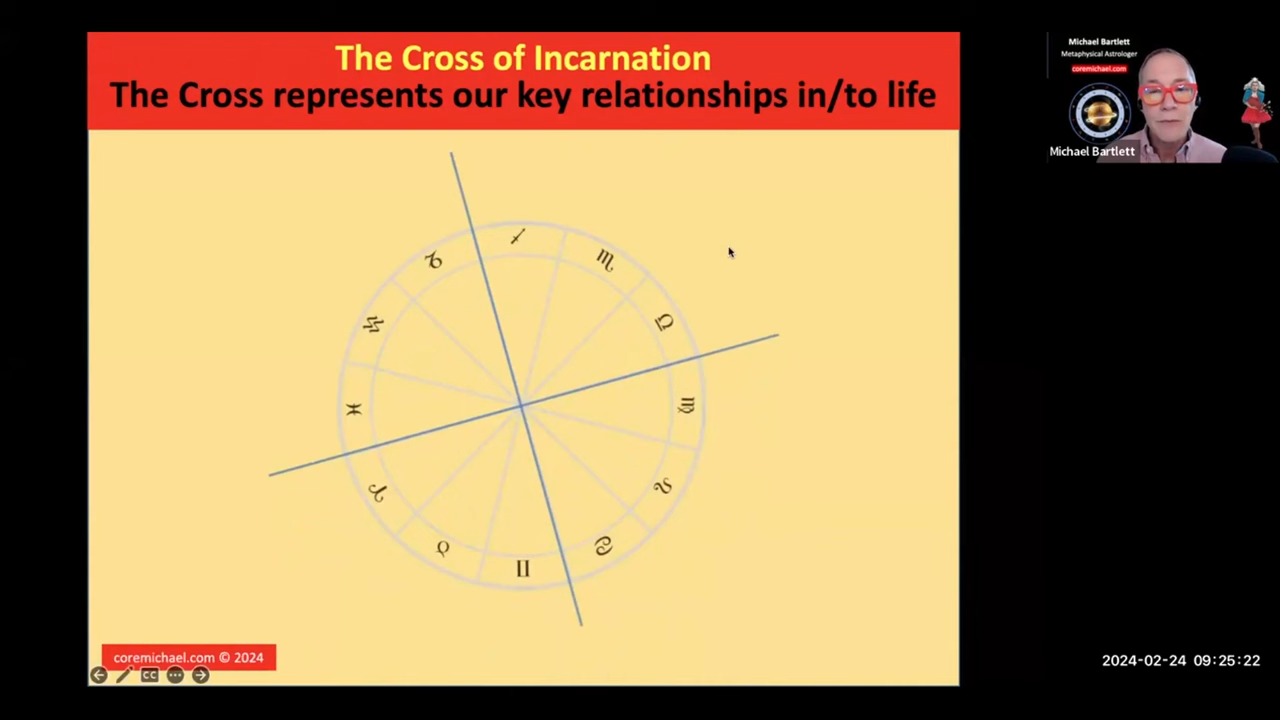 The Cross of Incarnation
The Cross represents our key relationships in/to life
♐
♏
♑
♎
♒
♍
♓
♌
♈
♋
♉
♊
coremichael.com © 2024
CC
Michael Bartlett
Metaphysical Astrologer
coremichael.com
Michael Bartlett
2024-02-24 09:25:22